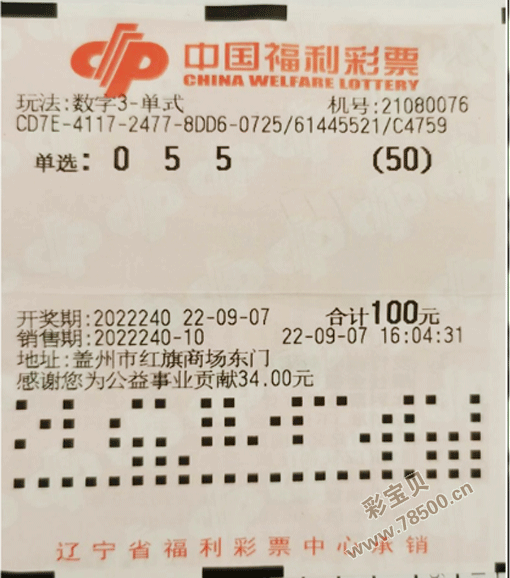 中国福利彩票
CHINA WELFARE LOTTERY
玩法:数字3-单式 机号:21080076
CD7E-4117-2477-8DD6-0725/61445521/C4759
单选: 0 5 5 (50)
开奖期:2022240 22-09-07 合计100元
销售期:2022240-10 22-09-07 16:04:31
地址:盖州市红旗商场东门
感谢您为公益事业贡献34.00元
彩宝贝
www.78500.cn
辽宁省福利彩票中心承销